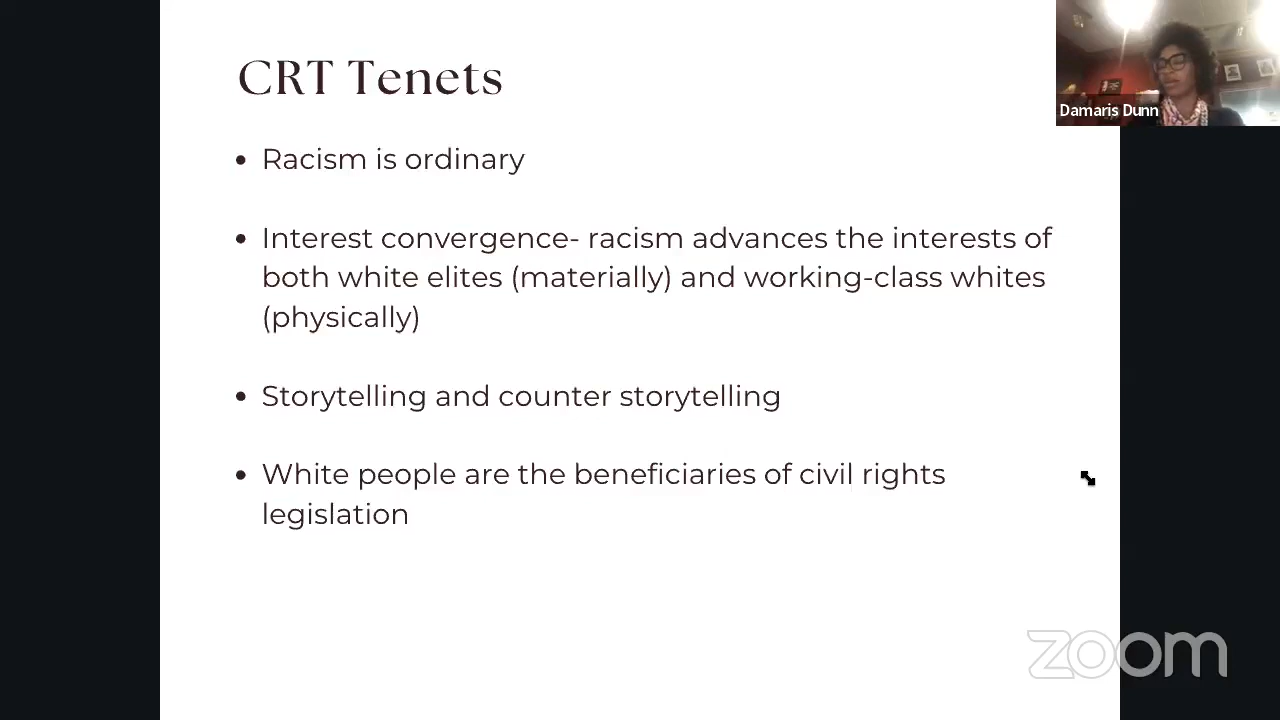 CRT Tenets
Damaris Dunn
• Racism is ordinary
• Interest convergence- racism advances the interests of
both white elites (materially) and working-class whites
(physically)
• Storytelling and counter storytelling
• White people are the beneficiaries of civil rights
legislation
zoom